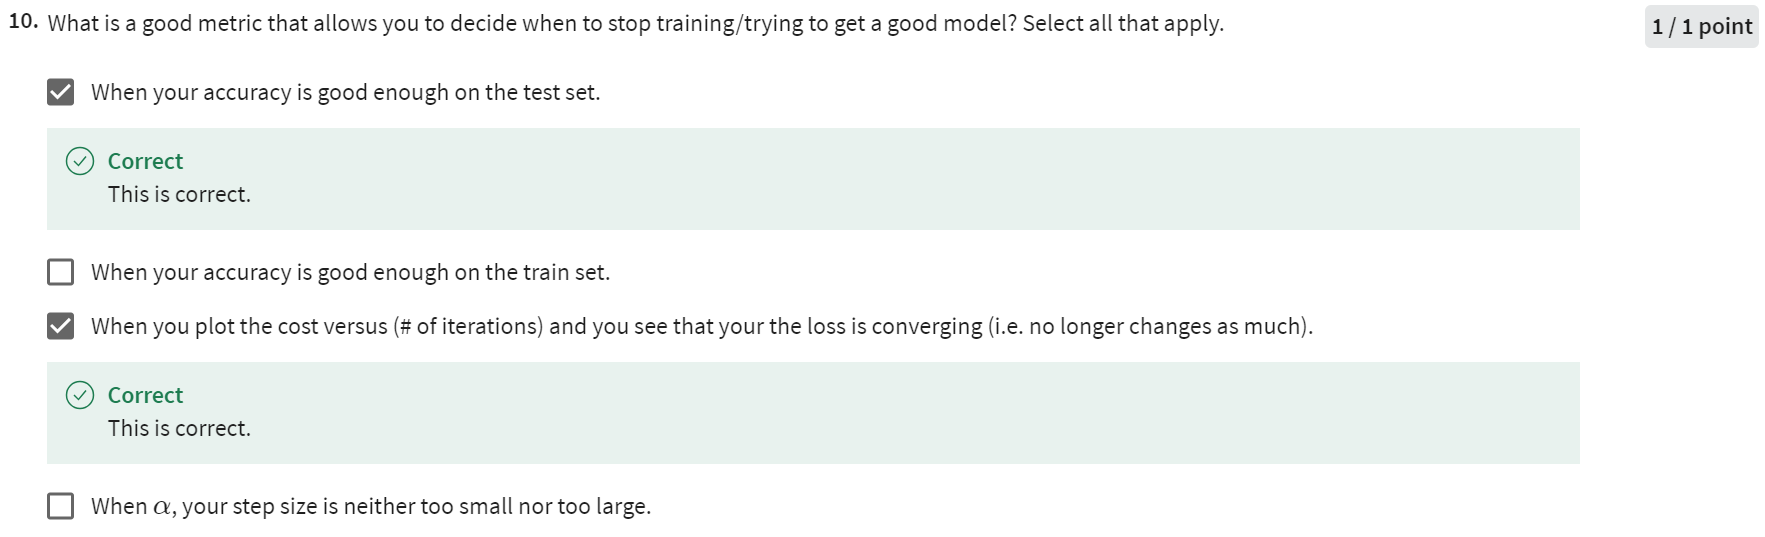 10. What is a good metric that allows you to decide when to stop training/trying to get a good model? Select all that apply.
1 / 1 point
When your accuracy is good enough on the test set.
Correct
This is correct.
When your accuracy is good enough on the train set.
When you plot the cost versus (# of iterations) and you see that your the loss is converging (i.e. no longer changes as much).
Correct
This is correct.
When α, your step size is neither too small nor too large.